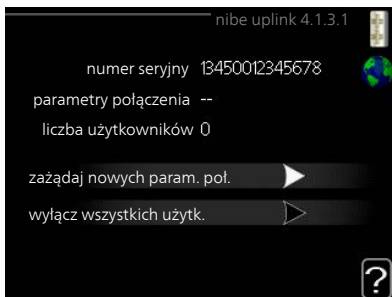 nibe uplink 4.1.3.1
numer seryjny 13450012345678
parametry połączenia --
liczba użytkowników 0
zażądaj nowych param. poł.
wyłącz wszystkich użytk.
?